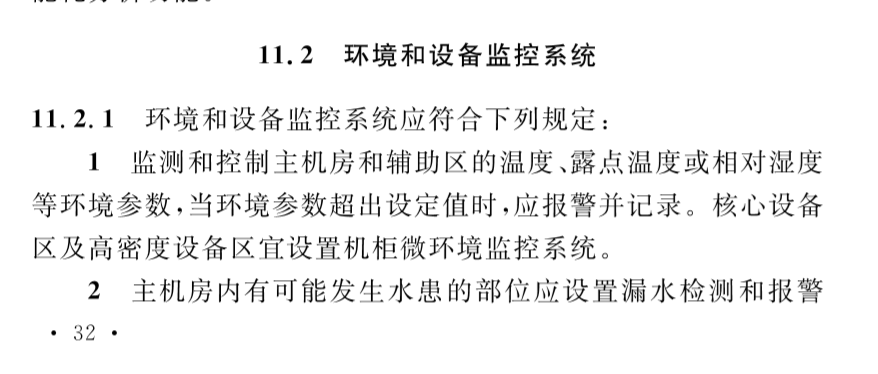 11.2 环境和设备监控系统
11.2.1 环境和设备监控系统应符合下列规定：
1 监测和控制主机房和辅助区的温度、露点温度或相对湿度
等环境参数，当环境参数超出设定值时，应报警并记录。核心设备
区及高密度设备区宜设置机柜微环境监控系统。
2 主机房内有可能发生水患的部位应设置漏水检测和报警
· 32 ·